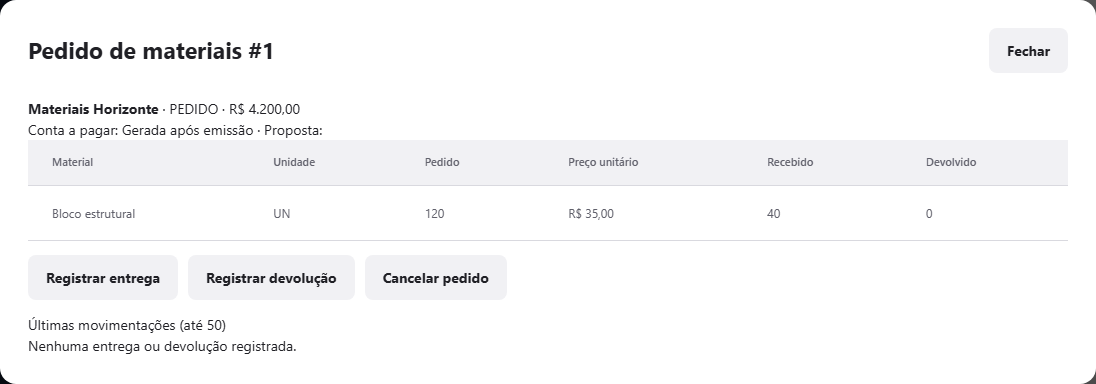 Pedido de materiais #1
Fechar
Materiais Horizonte · PEDIDO · R$ 4.200,00
Conta a pagar: Gerada após emissão · Proposta:
Material Unidade Pedido Preço unitário Recebido Devolvido
Bloco estrutural UN 120 R$ 35,00 40 0
Registrar entrega Registrar devolução Cancelar pedido
Últimas movimentações (até 50)
Nenhuma entrega ou devolução registrada.